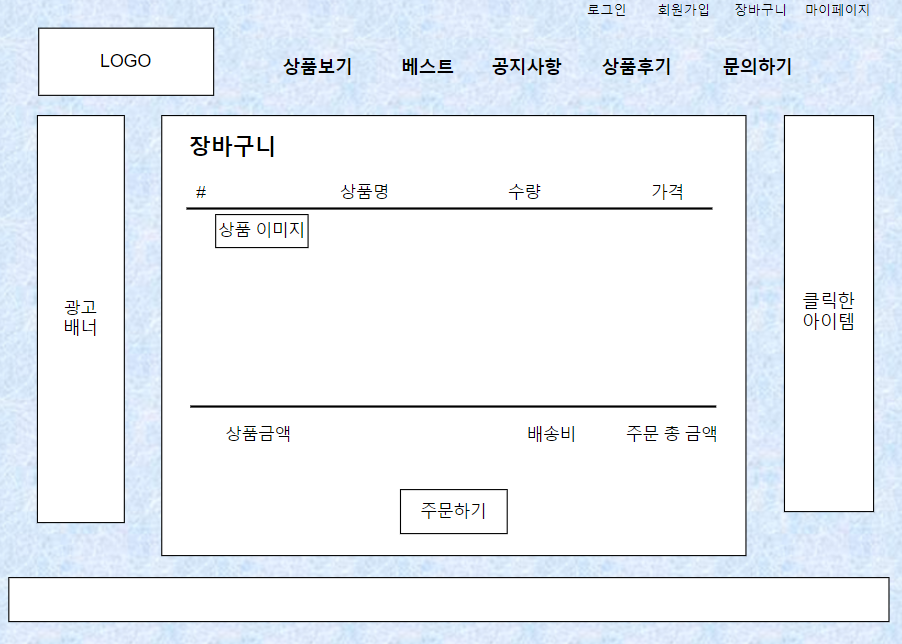 로그인 회원가입 장바구니 마이페이지
LOGO
상품보기 베스트 공지사항 상품후기 문의하기
광고
배너
장바구니
# 상품명 수량 가격
상품 이미지
상품금액 배송비 주문 총 금액
주문하기
클릭한
아이템